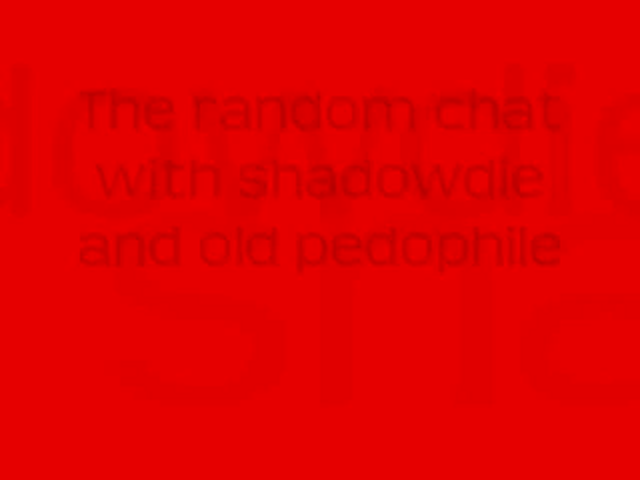 The random chat
with shadowdie
and old pedophile